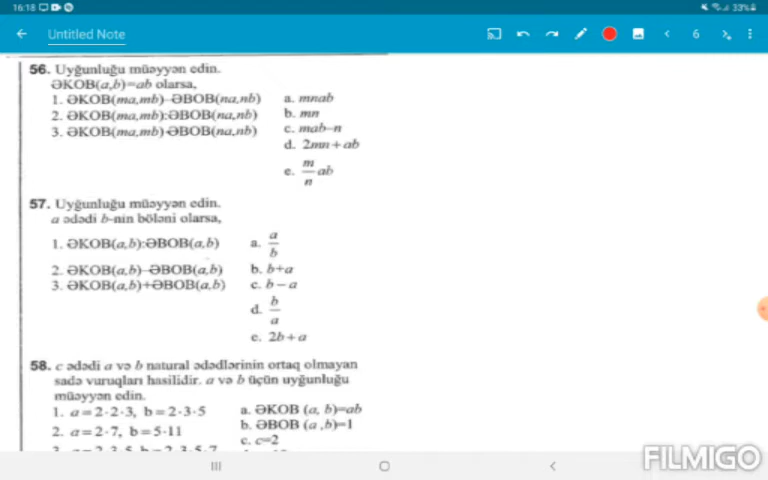 16:18
33%
Untitled Note
6
56. Uyğunluğu müəyyən edin.
ƏKOB(a,b)=ab olarsa,
1. ƏKOB(ma,mb)–ƏBOB(na,nb) a. mnab
2. ƏKOB(ma,mb):ƏBOB(na,nb) b. mn
3. ƏKOB(ma,mb)·ƏBOB(na,nb) c. mab–n
d. 2mn+ab
e. m/n ab
57. Uyğunluğu müəyyən edin.
a ədədi b-nin böləni olarsa,
1. ƏKOB(a,b):ƏBOB(a,b) a. a/b
2. ƏKOB(a,b)–ƏBOB(a,b) b. b+a
3. ƏKOB(a,b)+ƏBOB(a,b) c. b–a
d. b/a
e. 2b+a
58. c ədədi a və b natural ədədlərinin ortaq olmayan
sadə vuruqları hasilidir. a və b üçün uyğunluğu
müəyyən edin.
1. a=2·2·3, b=2·3·5 a. ƏKOB (a, b)=ab
2. a=2·7, b=5·11 b. ƏBOB (a ,b)=1
c. c=2
FILMIGO